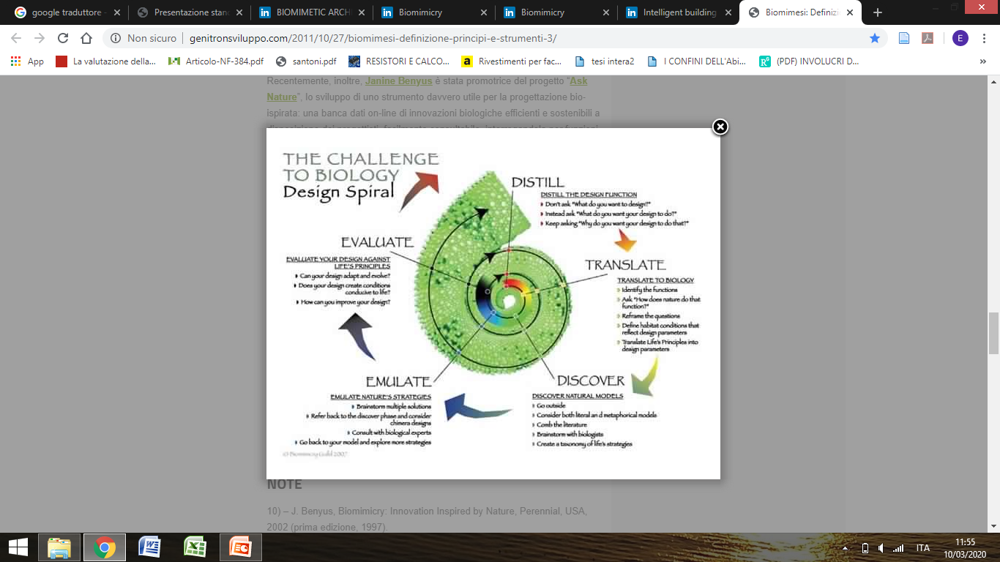 google traduttore -
Presentazione stan
BIOMIMETIC ARCH
Biomimicry
Biomimicry
Intelligent building
Biomimesi: Definizi
Non sicuro
genitronsviluppo.com/2011/10/27/biomimesi-definizione-principi-e-strumenti-3/
E
App
La valutazione della...
Articolo-NF-384.pdf
santoni.pdf
RESISTORI E CALCO...
Rivestimenti per fac...
tesi intera2
I CONFINI DELL'Abi...
(PDF) INVOLUCRI D...
»
Recentemente, inoltre, Janine Benyus è stata promotrice del progetto “Ask
Nature”, lo sviluppo di uno strumento davvero utile per la progettazione bio-
ispirata: una banca dati on-line di innovazioni biologiche efficienti e sostenibili a
THE CHALLENGE
TO BIOLOGY
Design Spiral
DISTILL
DISTILL THE DESIGN FUNCTION
Don't ask "What do you want to design?"
Instead ask "What do you want your design to do?"
Keep asking "Why do you want your design to do that?"
TRANSLATE
TRANSLATE TO BIOLOGY
Identify the functions
Ask "How does nature do that
function?"
Reframe the questions
Define habitat conditions that
reflect design parameters
Translate Life's Principles into
design parameters
DISCOVER
DISCOVER NATURAL MODELS
Go outside
Consider both literal and metaphorical models
Comb the literature
Brainstorm with biologists
Create a taxonomy of life's strategies
EMULATE
EMULATE NATURE'S STRATEGIES
Brainstorm multiple solutions
Refer back to the discover phase and consider
chimera designs
Consult with biological experts
Go back to your model and explore more strategies
EVALUATE
EVALUATE YOUR DESIGN AGAINST
LIFE'S PRINCIPLES
Can your design adapt and evolve?
Does your design create conditions
conducive to life?
How can you improve your design?
© Biomimicry Guild 2007
NOTE
10) – J. Benyus, Biomimicry: Innovation Inspired by Nature, Perennial, USA,
2002 (prima edizione, 1997).
ITA
11:55
10/03/2020